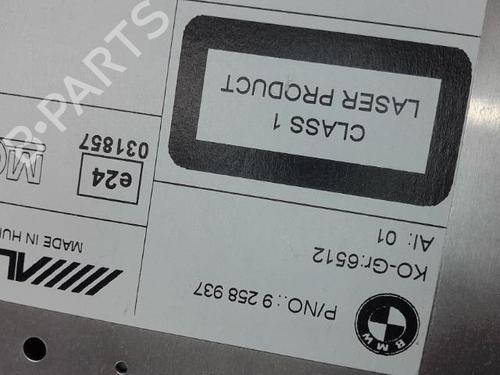 BMW
P/NO.: 9 258 937
KO-Gr:6512
AI: 01
CLASS 1
LASER PRODUCT
MADE IN HU
e24
031857
PARTS